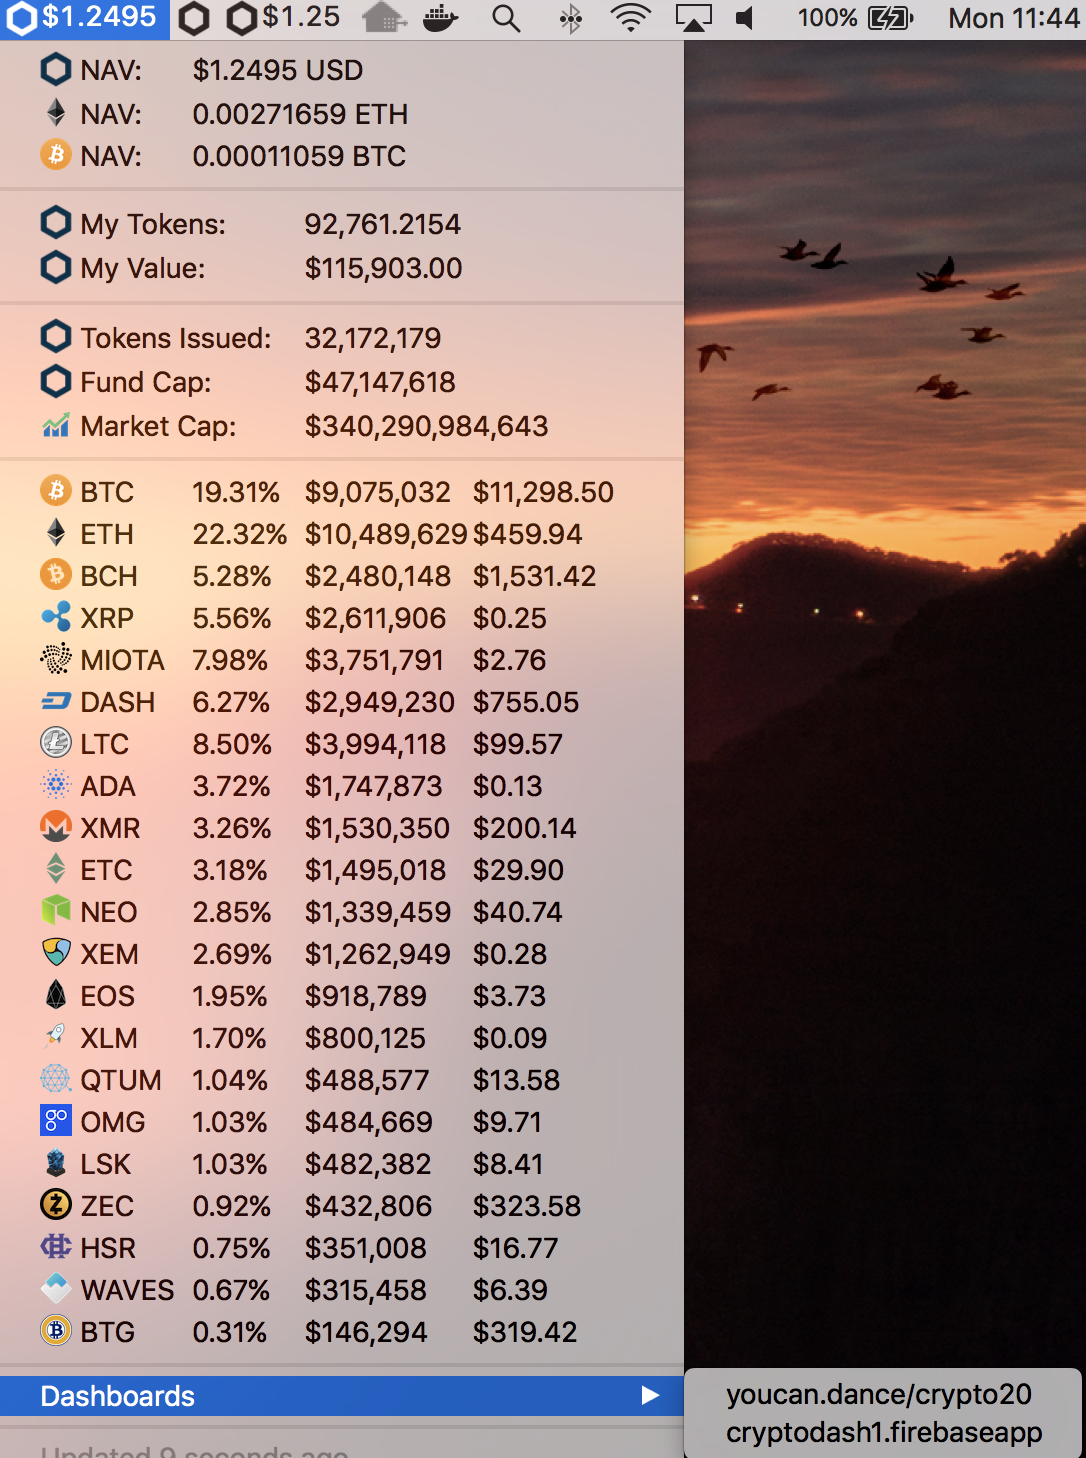 $1.2495 $1.25 100% Mon 11:44
NAV: $1.2495 USD
NAV: 0.00271659 ETH
NAV: 0.00011059 BTC
My Tokens: 92,761.2154
My Value: $115,903.00
Tokens Issued: 32,172,179
Fund Cap: $47,147,618
Market Cap: $340,290,984,643
BTC 19.31% $9,075,032 $11,298.50
ETH 22.32% $10,489,629 $459.94
BCH 5.28% $2,480,148 $1,531.42
XRP 5.56% $2,611,906 $0.25
MIOTA 7.98% $3,751,791 $2.76
DASH 6.27% $2,949,230 $755.05
LTC 8.50% $3,994,118 $99.57
ADA 3.72% $1,747,873 $0.13
XMR 3.26% $1,530,350 $200.14
ETC 3.18% $1,495,018 $29.90
NEO 2.85% $1,339,459 $40.74
XEM 2.69% $1,262,949 $0.28
EOS 1.95% $918,789 $3.73
XLM 1.70% $800,125 $0.09
QTUM 1.04% $488,577 $13.58
OMG 1.03% $484,669 $9.71
LSK 1.03% $482,382 $8.41
ZEC 0.92% $432,806 $323.58
HSR 0.75% $351,008 $16.77
WAVES 0.67% $315,458 $6.39
BTG 0.31% $146,294 $319.42
Dashboards
youcan.dance/crypto20
cryptodash1.firebaseapp
Updated 9 seconds ago